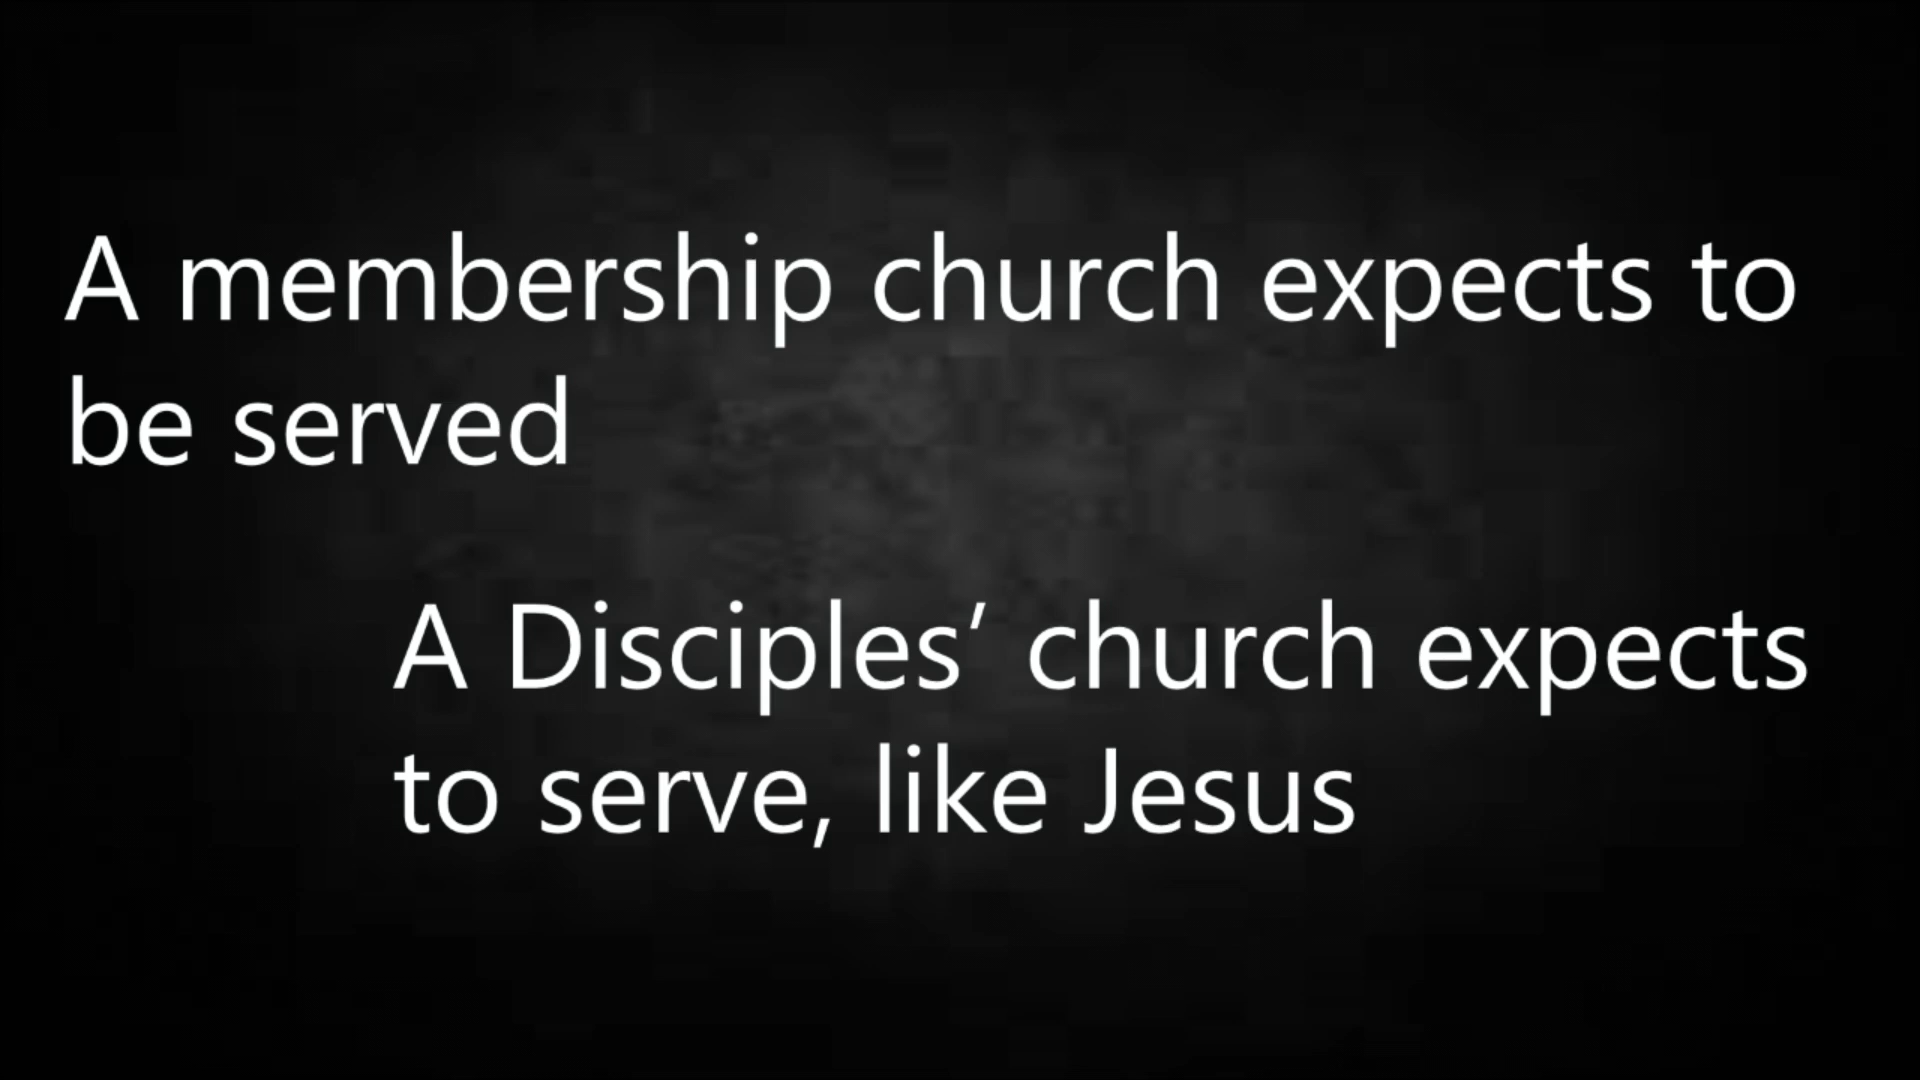 A membership church expects to
be served
A Disciples’ church expects
to serve, like Jesus